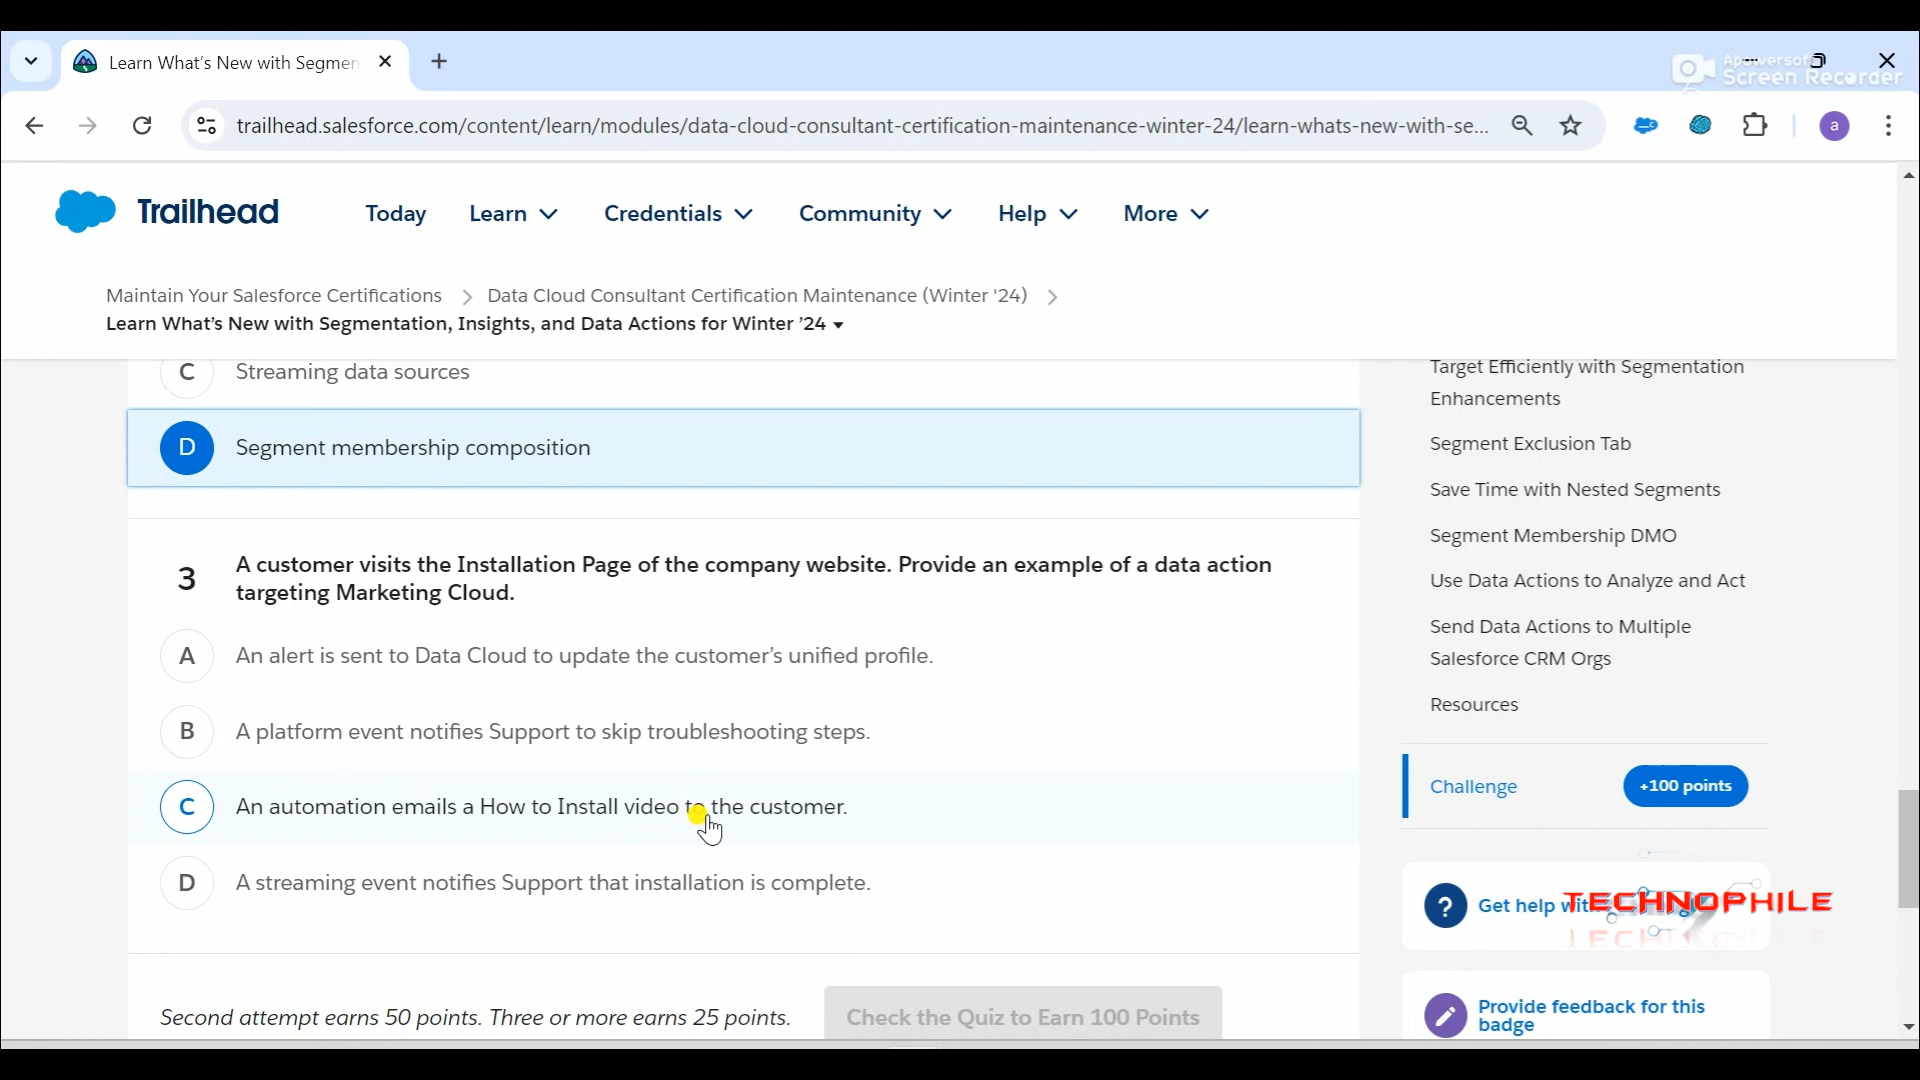 Learn What's New with Segmen
Apowersoft
Screen Recorder
trailhead.salesforce.com/content/learn/modules/data-cloud-consultant-certification-maintenance-winter-24/learn-whats-new-with-se...
a
Trailhead
Today
Learn
Credentials
Community
Help
More
Maintain Your Salesforce Certifications
Data Cloud Consultant Certification Maintenance (Winter '24)
Learn What's New with Segmentation, Insights, and Data Actions for Winter '24
C Streaming data sources
D Segment membership composition
3 A customer visits the Installation Page of the company website. Provide an example of a data action
targeting Marketing Cloud.
A An alert is sent to Data Cloud to update the customer's unified profile.
B A platform event notifies Support to skip troubleshooting steps.
C An automation emails a How to Install video to the customer.
D A streaming event notifies Support that installation is complete.
Second attempt earns 50 points. Three or more earns 25 points.
Check the Quiz to Earn 100 Points
Target Efficiently with Segmentation
Enhancements
Segment Exclusion Tab
Save Time with Nested Segments
Segment Membership DMO
Use Data Actions to Analyze and Act
Send Data Actions to Multiple
Salesforce CRM Orgs
Resources
Challenge
+100 points
? Get help
TECHNOPHILE
Provide feedback for this
badge